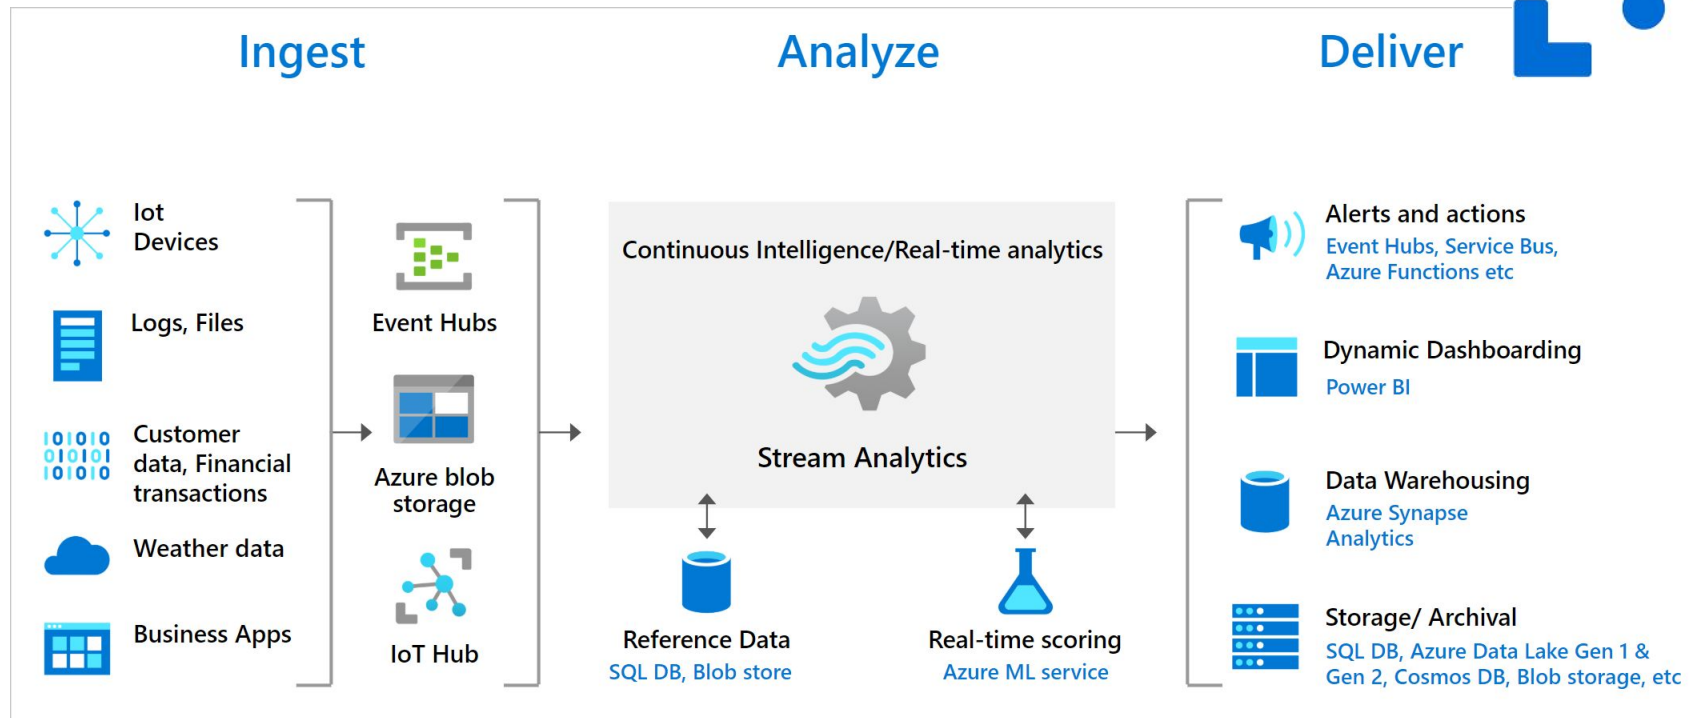 Ingest
Analyze
Deliver
Iot
Devices
Logs, Files
Customer
data, Financial
transactions
Weather data
Business Apps
Event Hubs
Azure blob
storage
IoT Hub
Continuous Intelligence/Real-time analytics
Stream Analytics
Reference Data
SQL DB, Blob store
Real-time scoring
Azure ML service
Alerts and actions
Event Hubs, Service Bus,
Azure Functions etc
Dynamic Dashboarding
Power BI
Data Warehousing
Azure Synapse
Analytics
Storage/ Archival
SQL DB, Azure Data Lake Gen 1 &
Gen 2, Cosmos DB, Blob storage, etc